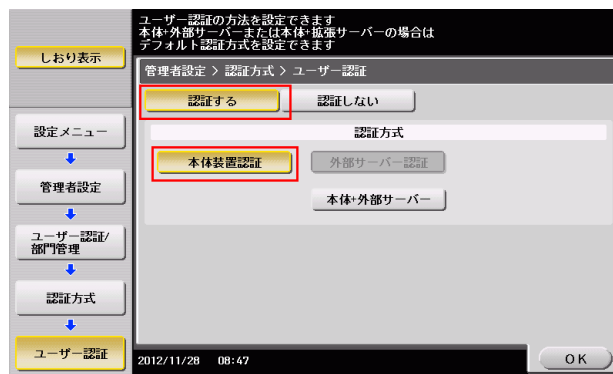 ユーザー認証の方法を設定できます
本体+外部サーバーまたは本体+拡張サーバーの場合は
デフォルト認証方式を設定できます
しおり表示
管理者設定 > 認証方式 > ユーザー認証
認証する
認証しない
認証方式
設定メニュー
本体装置認証
外部サーバー認証
管理者設定
本体+外部サーバー
ユーザー認証/
部門管理
認証方式
ユーザー認証
2012/11/28 08:47
OK